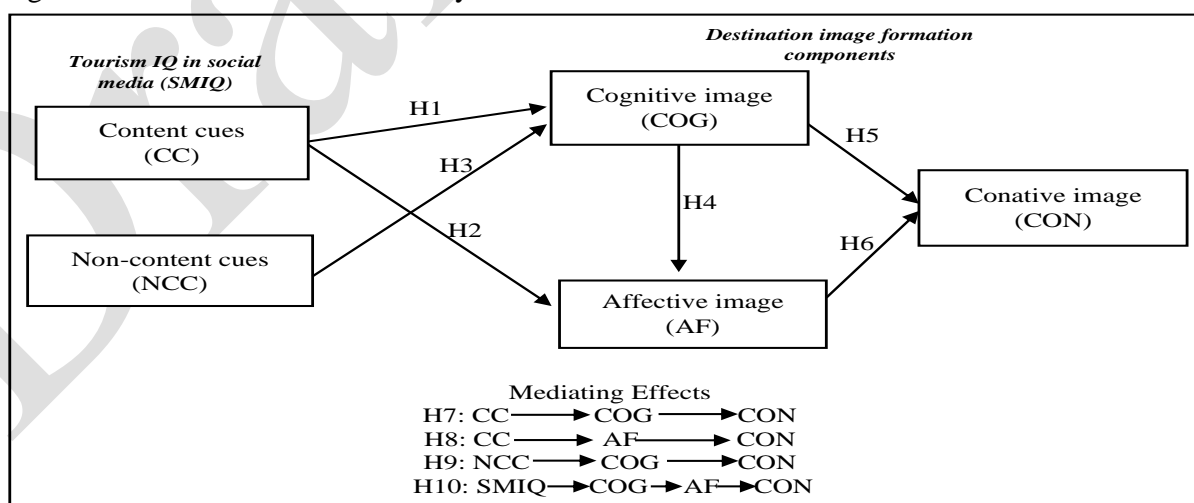 Tourism IQ in social
media (SMIQ)
Destination image formation
components
Content cues
(CC)
Non-content cues
(NCC)
Cognitive image
(COG)
Affective image
(AF)
Conative image
(CON)
H1
H3
H2
H4
H5
H6
Mediating Effects
H7: CC COG CON
H8: CC AF CON
H9: NCC COG CON
H10: SMIQ COG AF CON